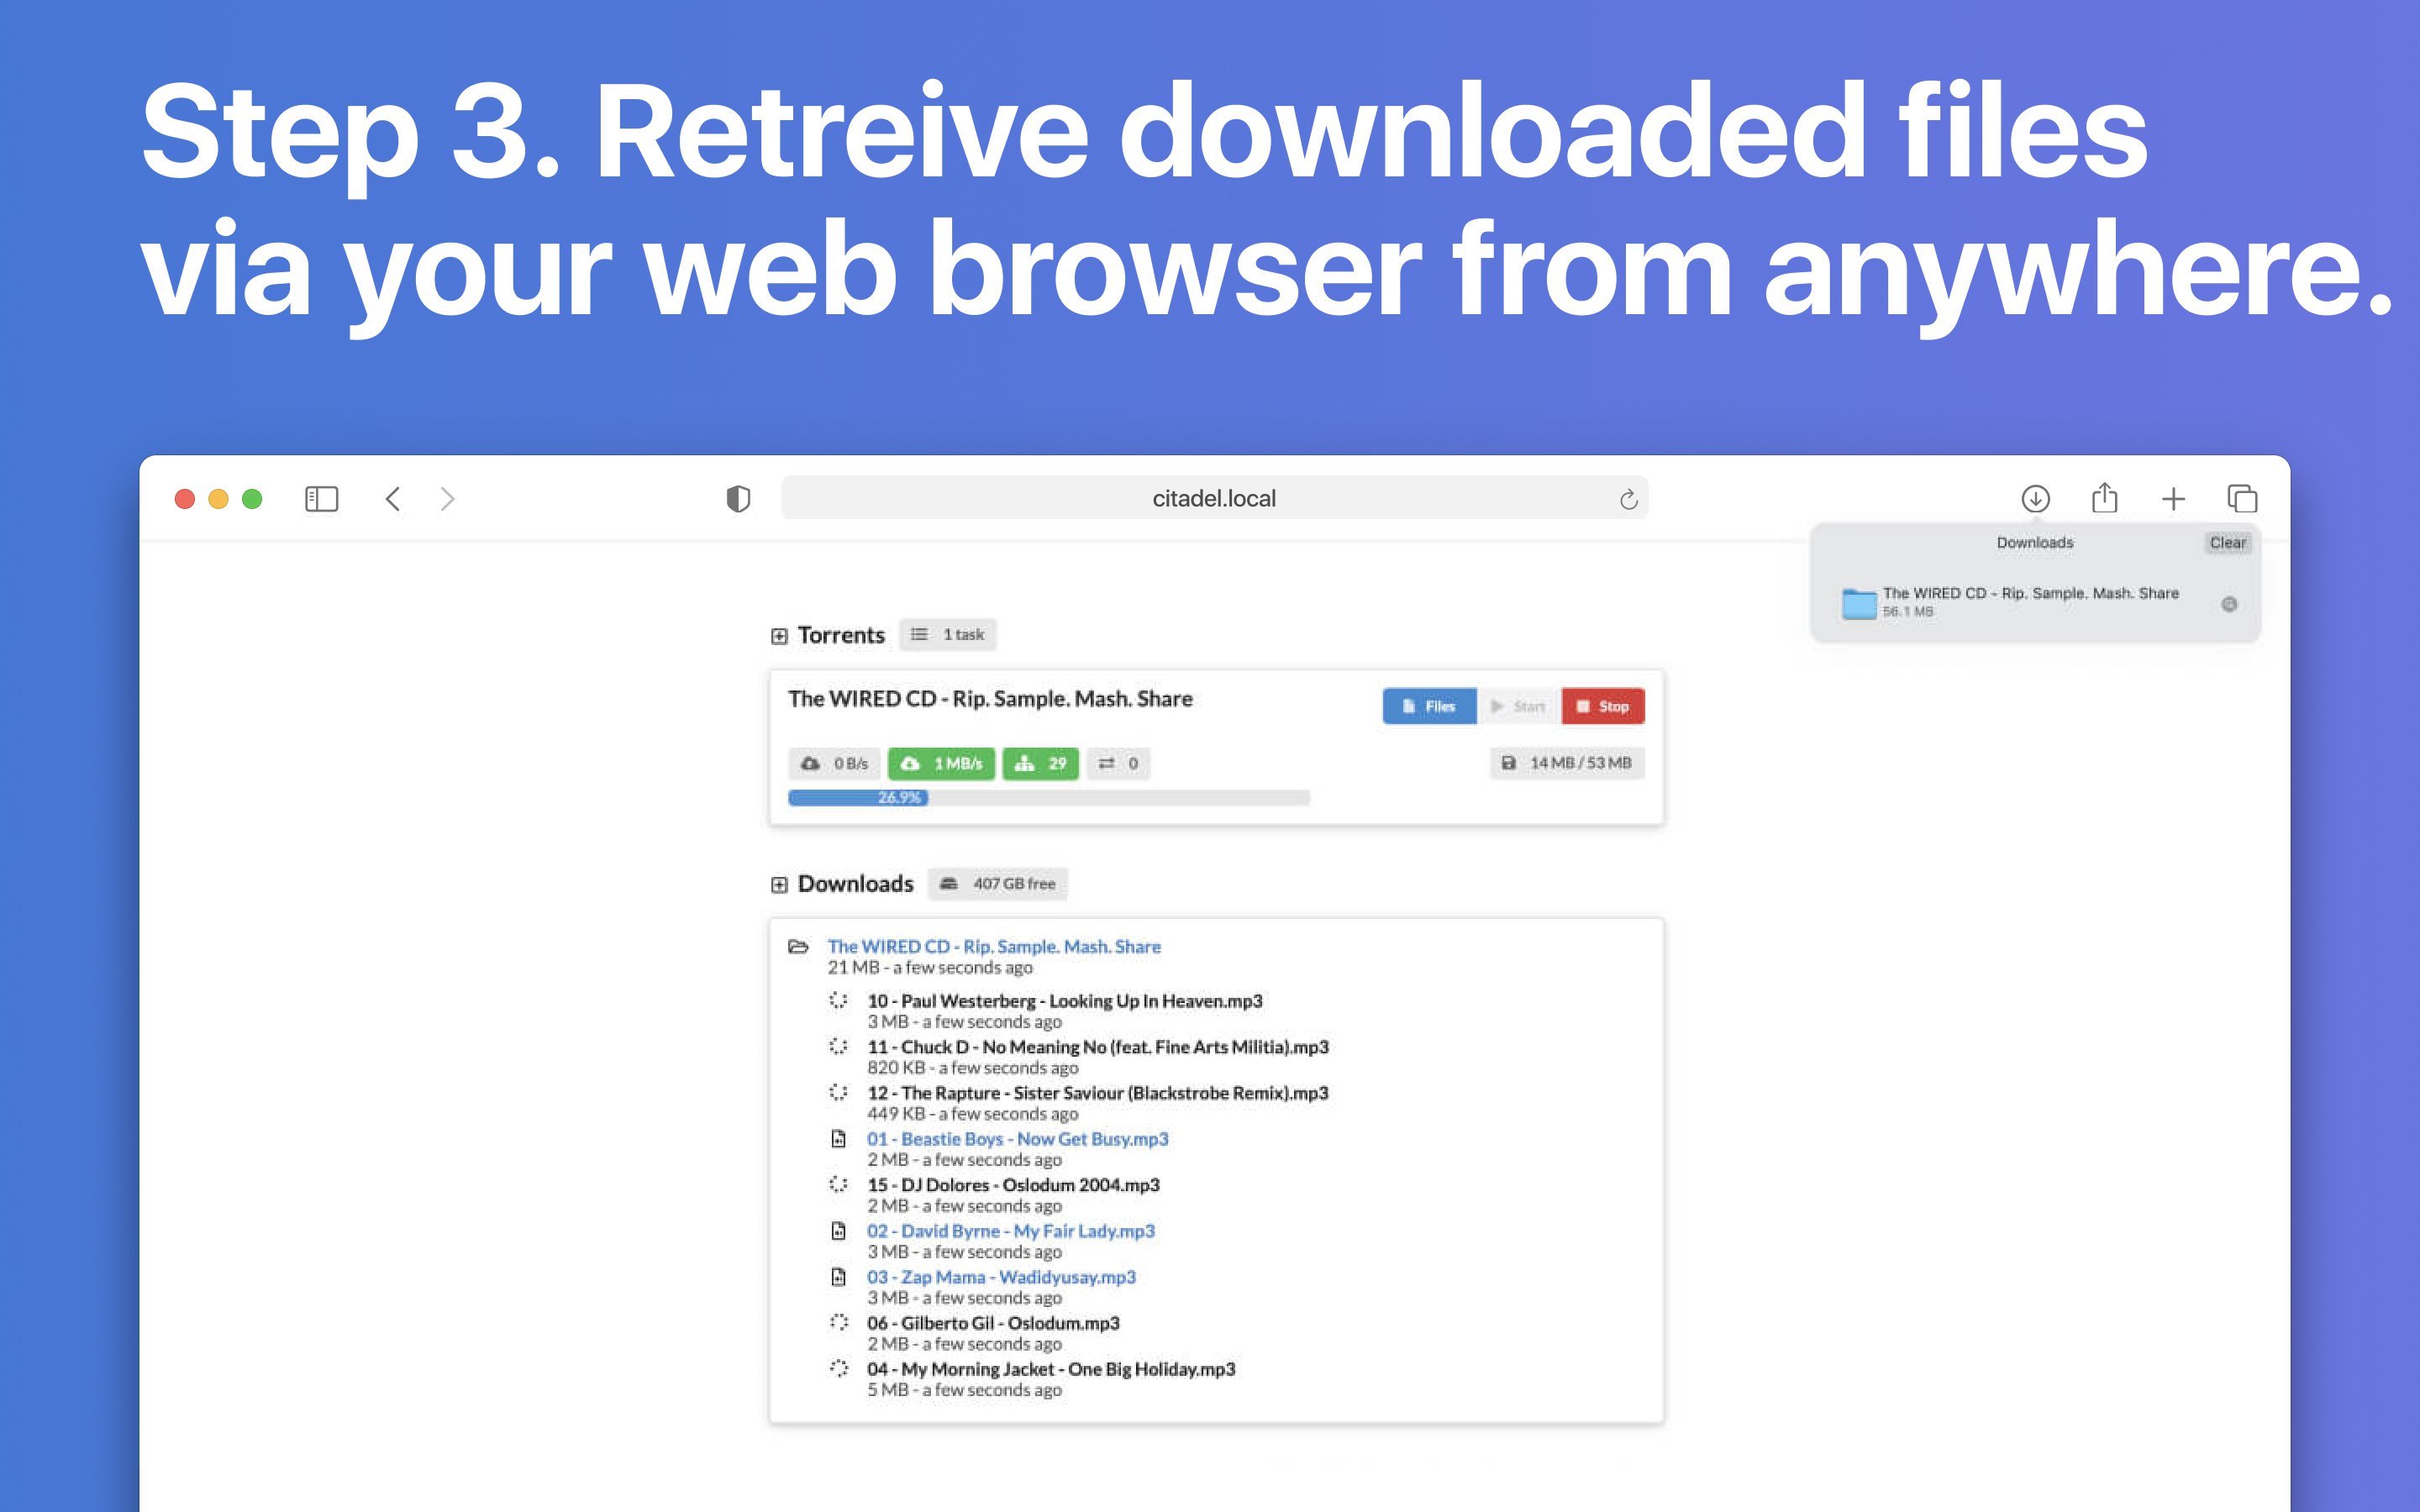 Step 3. Retreive downloaded files
via your web browser from anywhere.
citadel.local
Downloads
Clear
The WIRED CD - Rip. Sample. Mash. Share
56.1 MB
Torrents
1 task
The WIRED CD - Rip. Sample. Mash. Share
Files
Start
Stop
0 B/s
1 MB/s
29
0
14 MB / 53 MB
26.9%
Downloads
407 GB free
The WIRED CD - Rip. Sample. Mash. Share
21 MB - a few seconds ago
10 - Paul Westerberg - Looking Up In Heaven.mp3
3 MB - a few seconds ago
11 - Chuck D - No Meaning No (feat. Fine Arts Militia).mp3
820 KB - a few seconds ago
12 - The Rapture - Sister Saviour (Blackstrobe Remix).mp3
449 KB - a few seconds ago
01 - Beastie Boys - Now Get Busy.mp3
2 MB - a few seconds ago
15 - DJ Dolores - Oslodum 2004.mp3
2 MB - a few seconds ago
02 - David Byrne - My Fair Lady.mp3
3 MB - a few seconds ago
03 - Zap Mama - Wadidyusay.mp3
3 MB - a few seconds ago
06 - Gilberto Gil - Oslodum.mp3
2 MB - a few seconds ago
04 - My Morning Jacket - One Big Holiday.mp3
5 MB - a few seconds ago